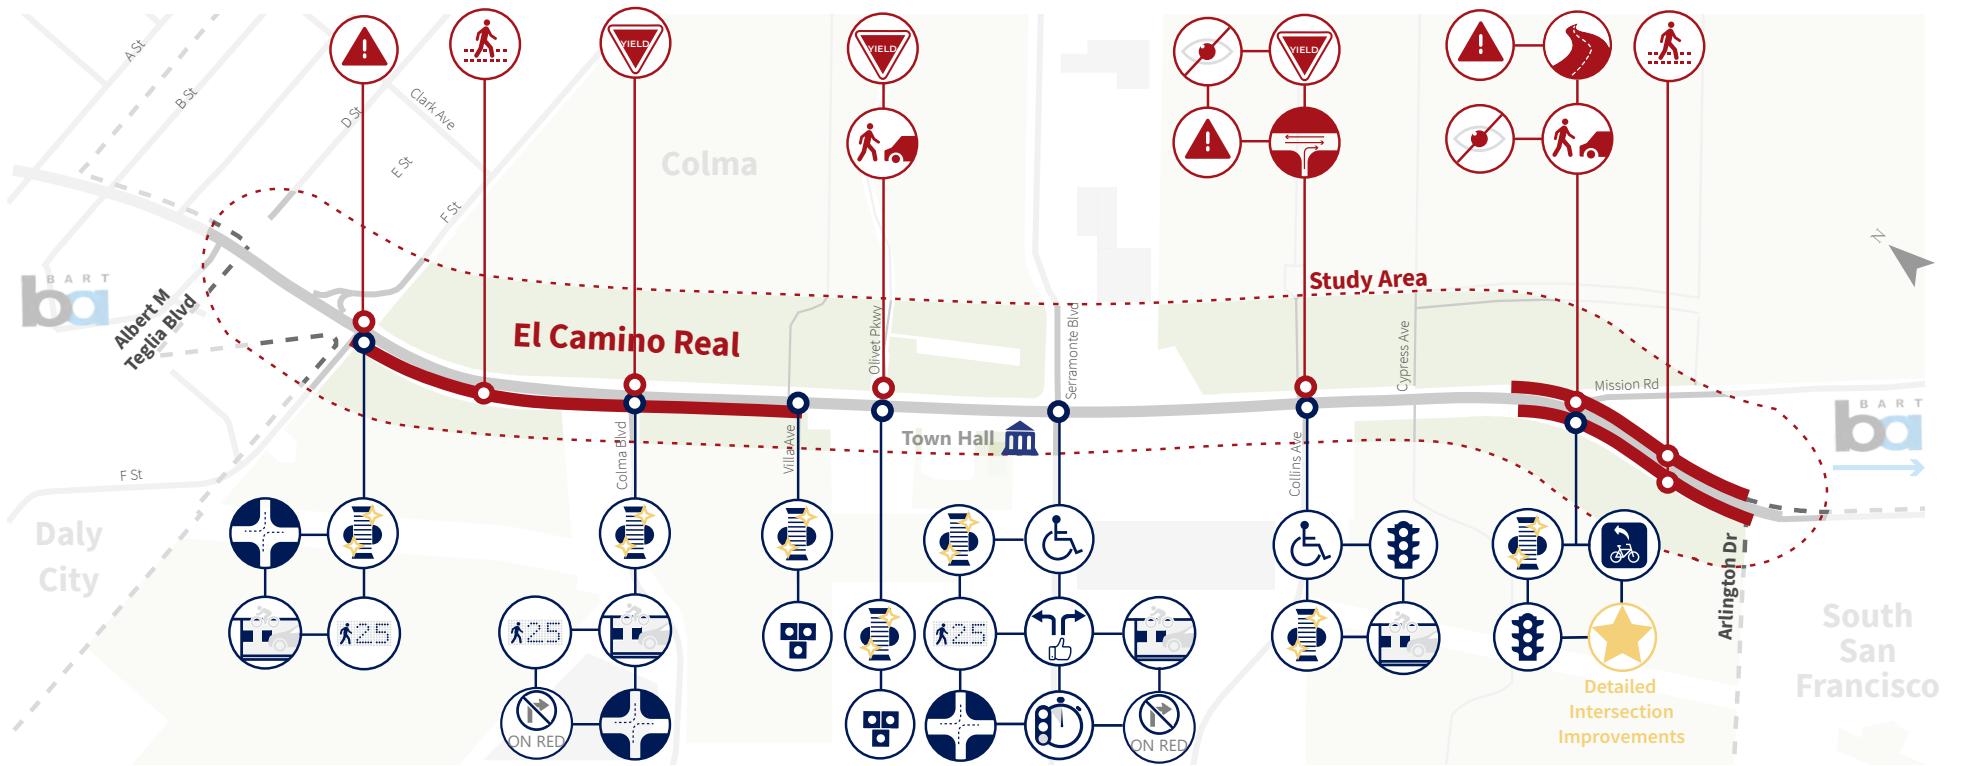 A St
B St
D St
Clark Ave
E St
F St
YIELD
Colma
YIELD
YIELD
N
BART
ba
Albert M
Teglia Blvd
El Camino Real
Study Area
Olivet Pkwy
Serramonte Blvd
Cypress Ave
Mission Rd
BART
ba
Town Hall
Colma Blvd
Villa Ave
Collins Ave
F St
Daly
City
Arlington Dr
South
San
Francisco
25
25
25
ON RED
ON RED
Detailed
Intersection
Improvements